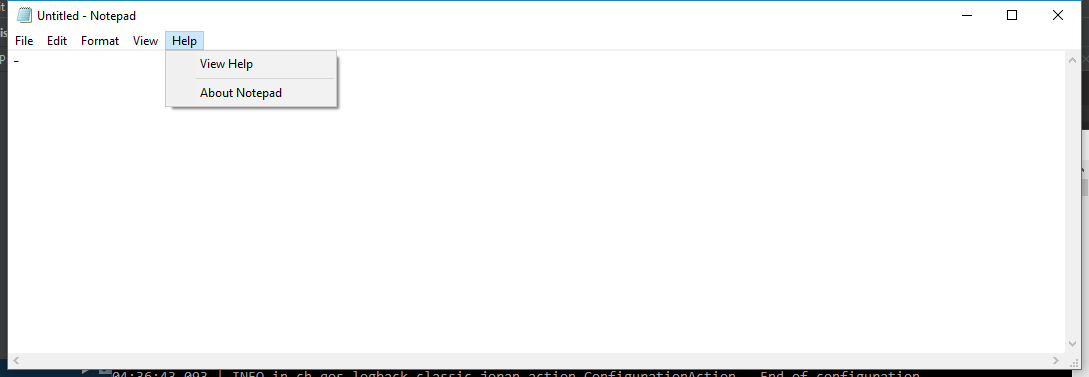 Untitled - Notepad
File Edit Format View Help
-
View Help
About Notepad
04:36:43,093 | INFO in ch.qos.logback.classic.joran.action.ConfigurationAction - End of configuration